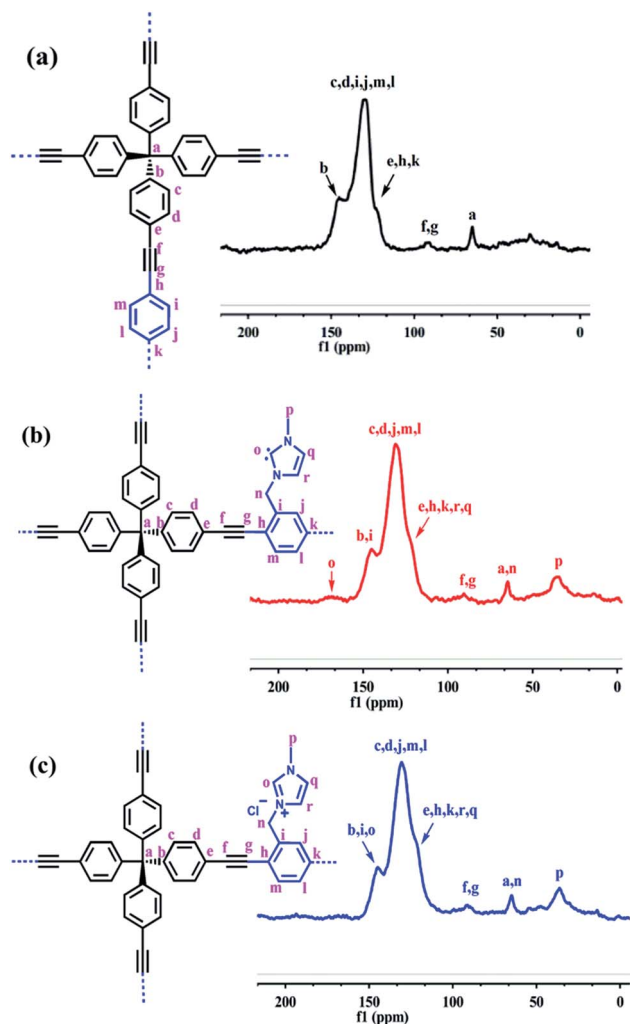 (a)
a
b
c
d
e
f
g
h
m
i
l
j
k
c,d,i,j,m,l
b
e,h,k
f,g
a
200 150 100 50 0
f1 (ppm)
(b)
p
N
o
q
N
r
n
c d
i j
a b e f g h k
m l
c,d,j,m,l
e,h,k,r,q
b,i
o
f,g
a,n
p
200 150 100 50 0
f1 (ppm)
(c)
p
N
o
q
Cl⁻
N
+
r
n
c d
i j
a b e f g h k
m l
c,d,j,m,l
e,h,k,r,q
b,i,o
f,g
a,n
p
200 150 100 50 0
f1 (ppm)